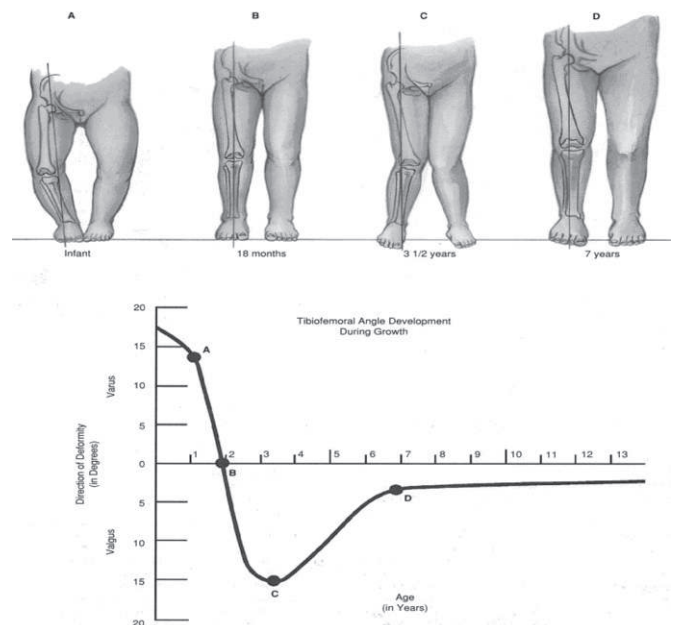 A B C D
Infant 18 months 3 1/2 years 7 years
Tibiofemoral Angle Development
During Growth
20
15
10
5
0
5
10
15
20
Varus
Valgus
Direction of Deformity
(in Degrees)
1 2 3 4 5 6 7 8 9 10 11 12 13
A
B
C
D
Age
(in Years)